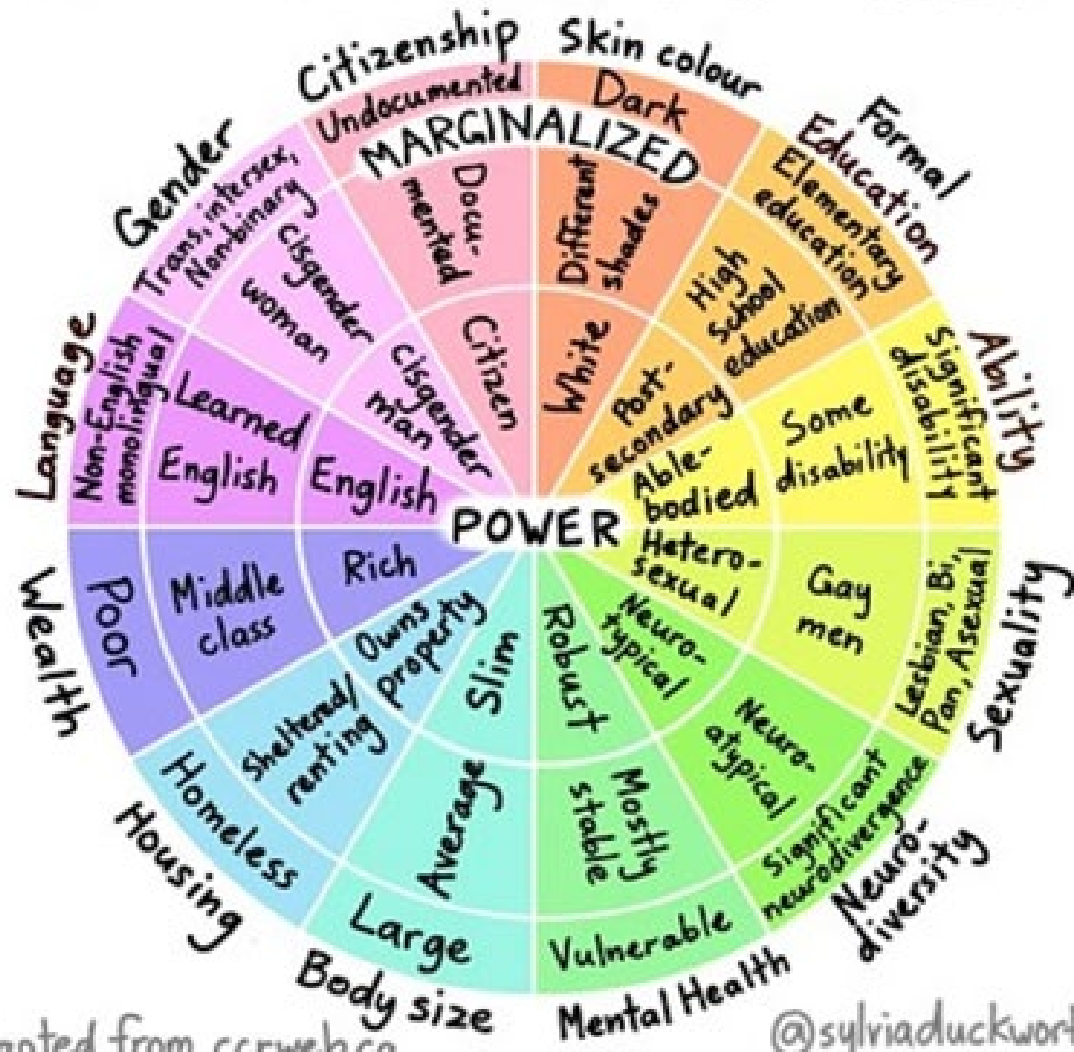 Citizenship
Undocumented
Docu-
mented
Citizen
Skin colour
Dark
Different
shades
White
Formal
Education
Elementary
education
High
School
education
Post-
secondary
Ability
Significant
disability
Some
disability
Able-
bodied
Sexuality
Lesbian, Bi,
Pan, Asexual
Gay
men
Hetero-
sexual
Neuro-
diversity
Significant
neurodivergence
Neuro-
atypical
Neuro-
typical
Mental Health
Vulnerable
Mostly
stable
Robust
Body size
Large
Average
Slim
Housing
Homeless
Sheltered/
renting
Owns
property
Wealth
Poor
Middle
class
Rich
Language
Non-English
monolingual
Learned
English
English
Gender
Trans, intersex,
Nonbinary
Cisgender
woman
Cisgender
man
MARGINALIZED
POWER
from ccrweb.ca